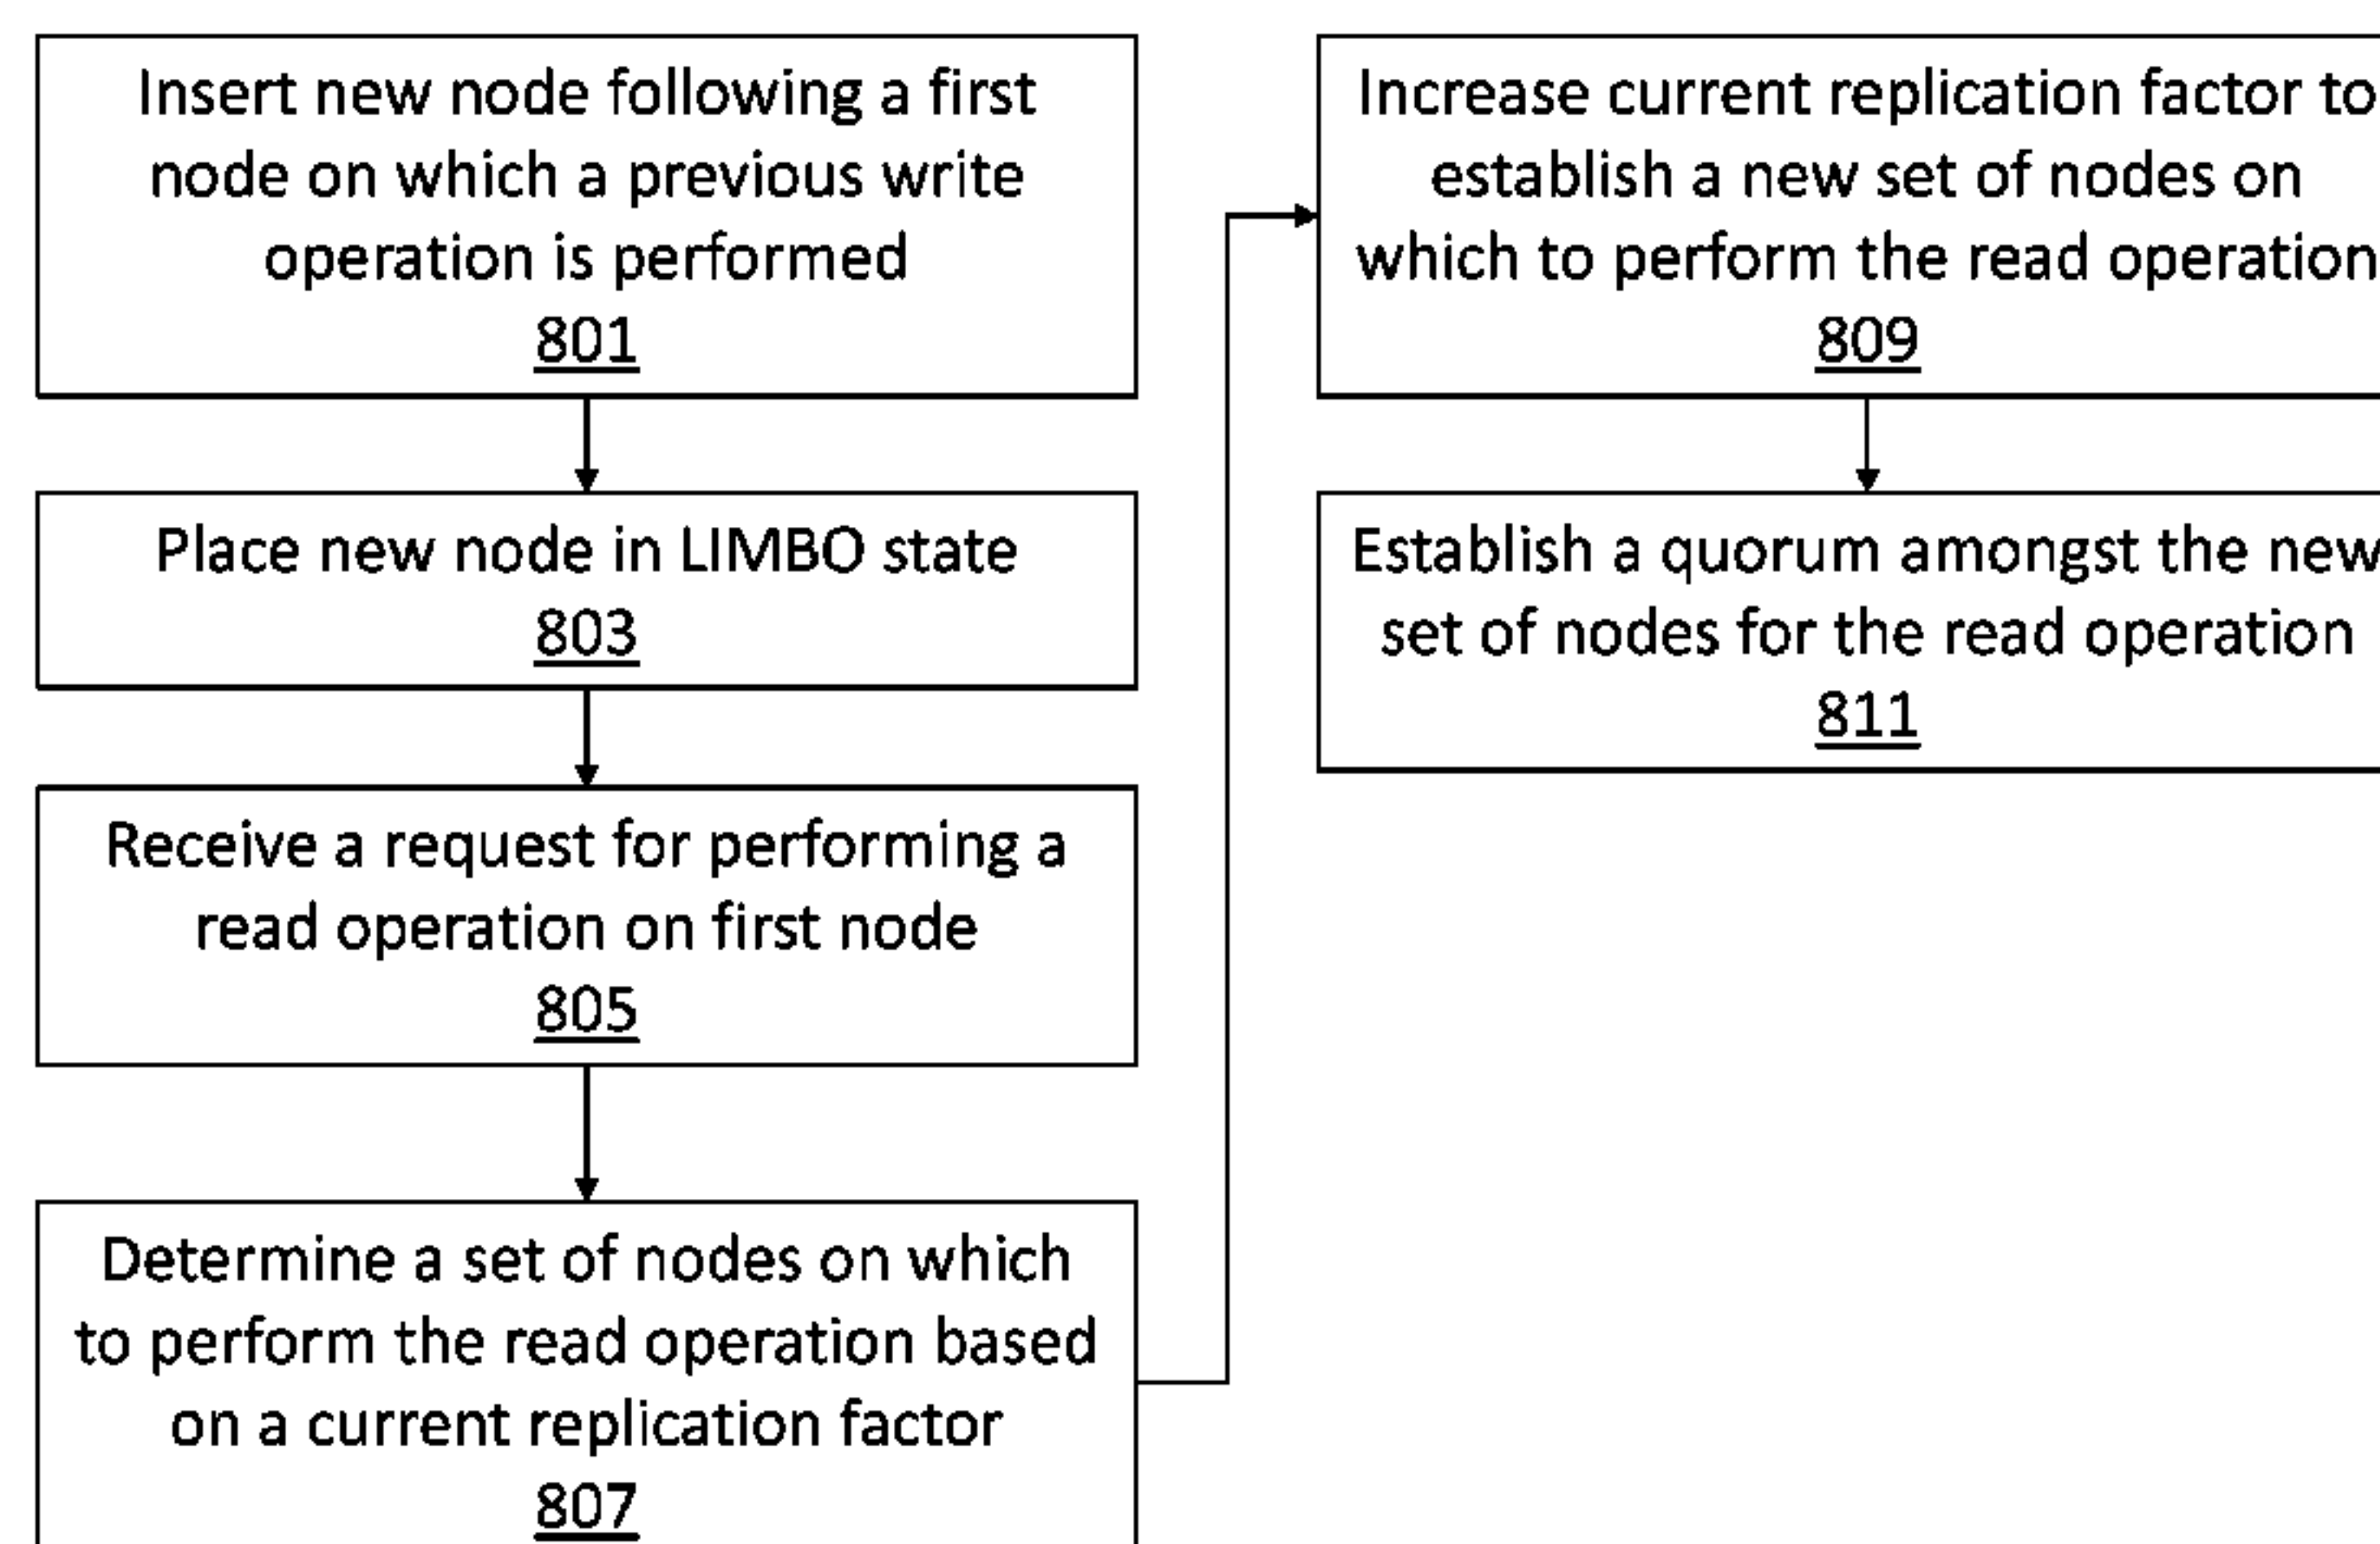 Insert new node following a first
node on which a previous write
operation is performed
801
Place new node in LIMBO state
803
Receive a request for performing a
read operation on first node
805
Determine a set of nodes on which
to perform the read operation based
on a current replication factor
807
Increase current replication factor to
establish a new set of nodes on
which to perform the read operation
809
Establish a quorum amongst the new
set of nodes for the read operation
811